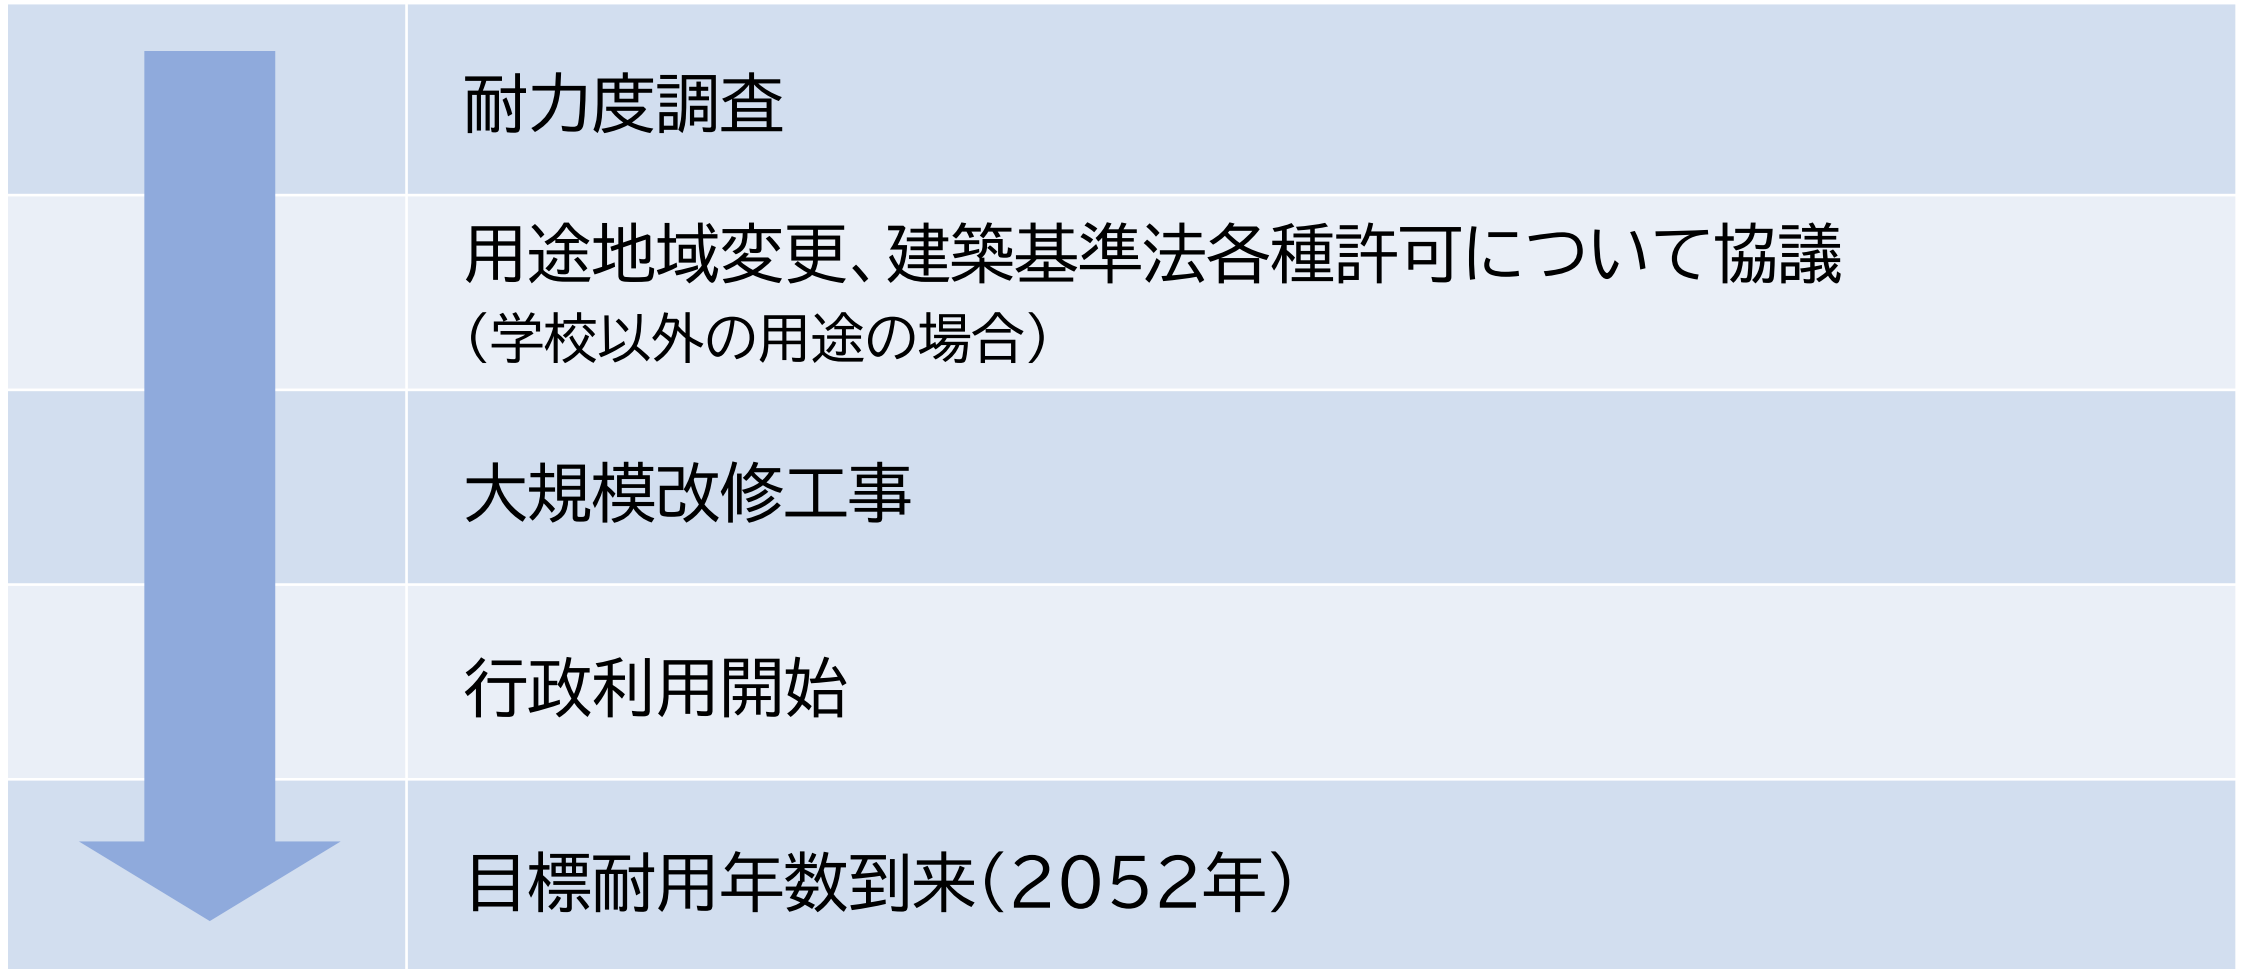 耐力度調査
用途地域変更、建築基準法各種許可について協議
（学校以外の用途の場合）
大規模改修工事
行政利用開始
目標耐用年数到来（2052年）